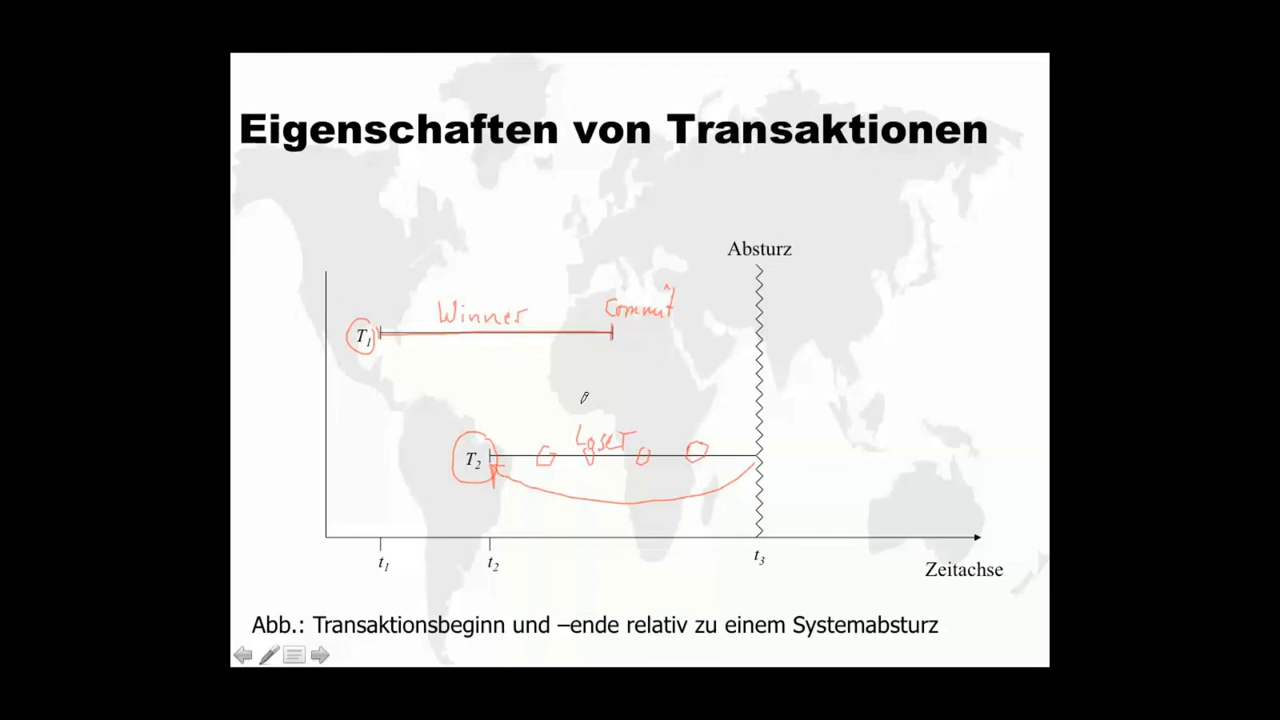 Eigenschaften von Transaktionen
Absturz
Winner
Commit
T1
Loser
T2
t1
t2
t3
Zeitachse
Abb.: Transaktionsbeginn und –ende relativ zu einem Systemabsturz